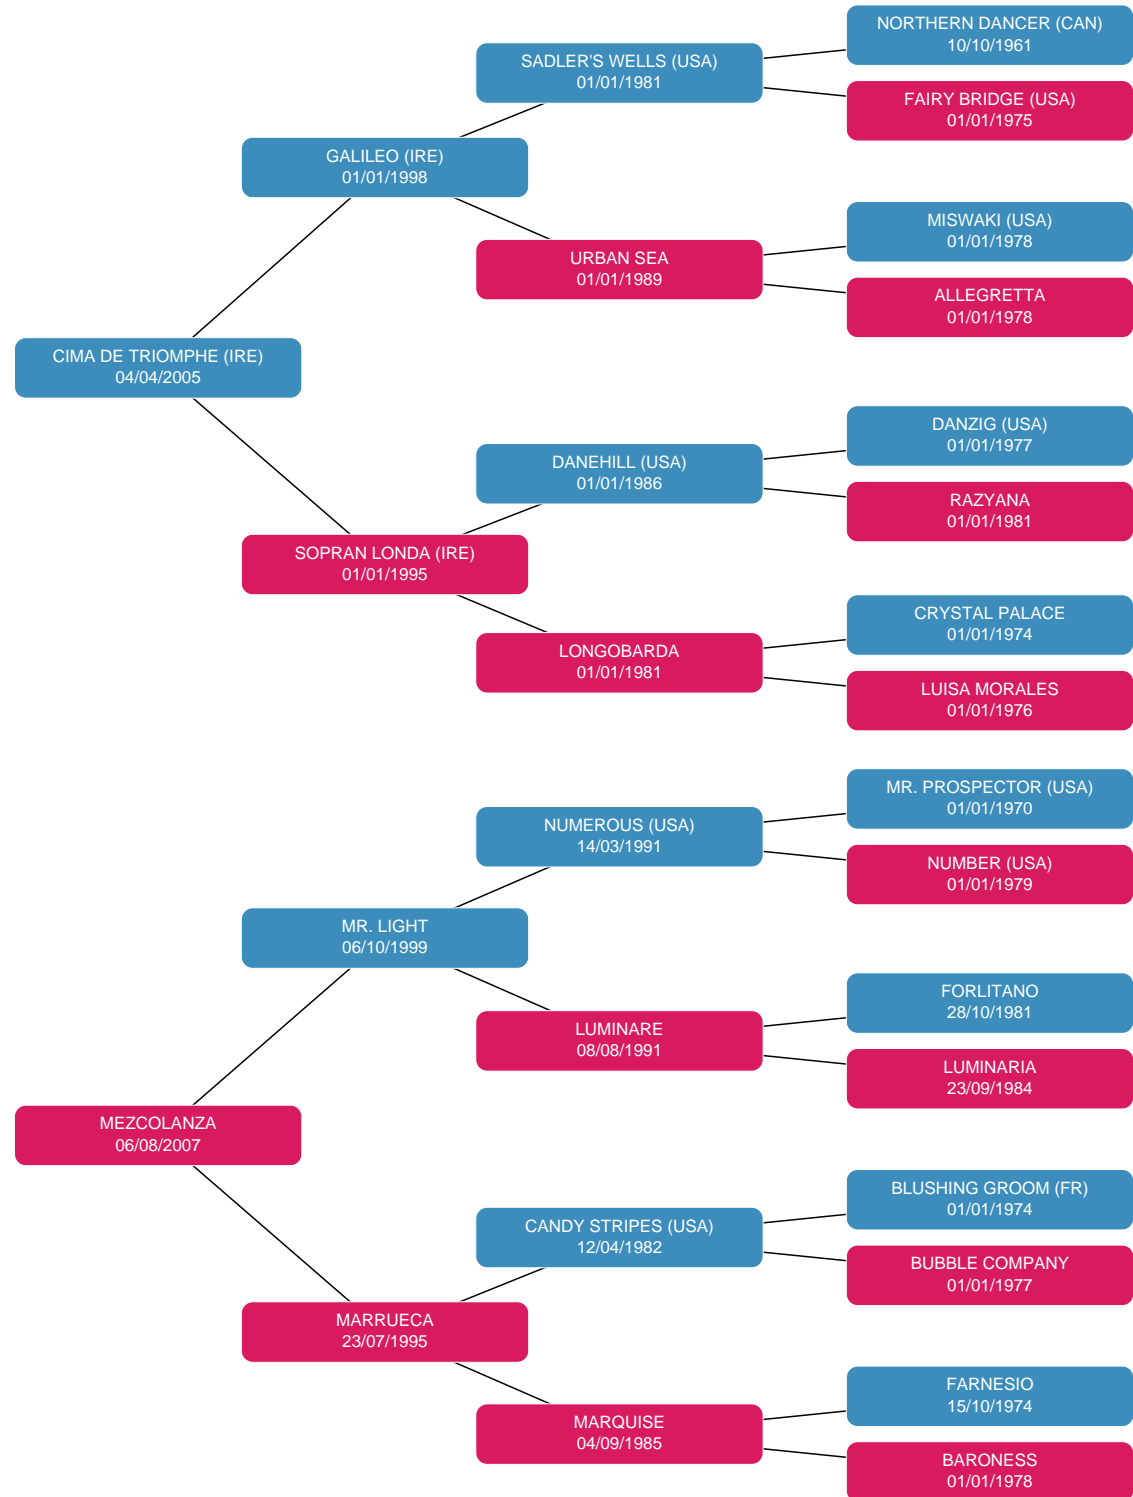 NORTHERN DANCER (CAN)
10/10/1961
SADLER'S WELLS (USA)
01/01/1981
FAIRY BRIDGE (USA)
01/01/1975
GALILEO (IRE)
01/01/1998
MISWAKI (USA)
01/01/1978
URBAN SEA
01/01/1989
ALLEGRETTA
01/01/1978
CIMA DE TRIOMPHE (IRE)
04/04/2005
DANZIG (USA)
01/01/1977
DANEHILL (USA)
01/01/1986
RAZYANA
01/01/1981
SOPRAN LONDA (IRE)
01/01/1995
CRYSTAL PALACE
01/01/1974
LONGOBARDA
01/01/1981
LUISA MORALES
01/01/1976
MR. PROSPECTOR (USA)
01/01/1970
NUMEROUS (USA)
14/03/1991
NUMBER (USA)
01/01/1979
MR. LIGHT
06/10/1999
FORLITANO
28/10/1981
LUMINARE
08/08/1991
LUMINARIA
23/09/1984
MEZCOLANZA
06/08/2007
BLUSHING GROOM (FR)
01/01/1974
CANDY STRIPES (USA)
12/04/1982
BUBBLE COMPANY
01/01/1977
MARRUECA
23/07/1995
FARNESIO
15/10/1974
MARQUISE
04/09/1985
BARONESS
01/01/1978